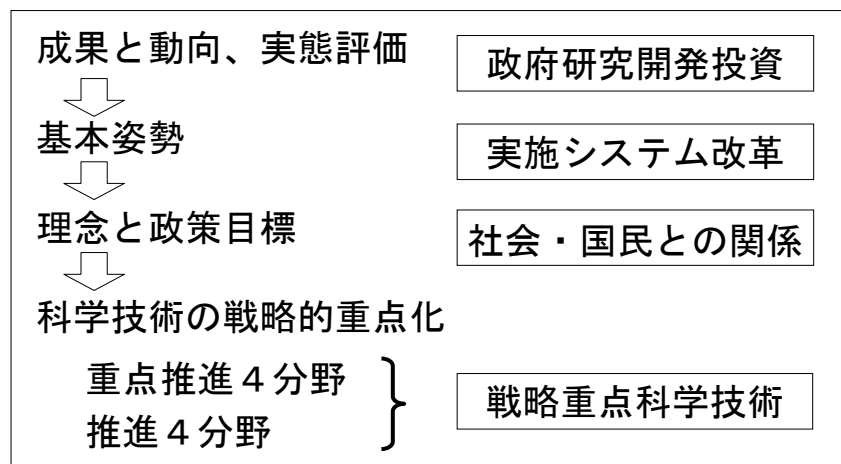 成果と動向、実態評価
政府研究開発投資
基本姿勢
実施システム改革
理念と政策目標
社会・国民との関係
科学技術の戦略的重点化
重点推進４分野
推進４分野
戦略重点科学技術